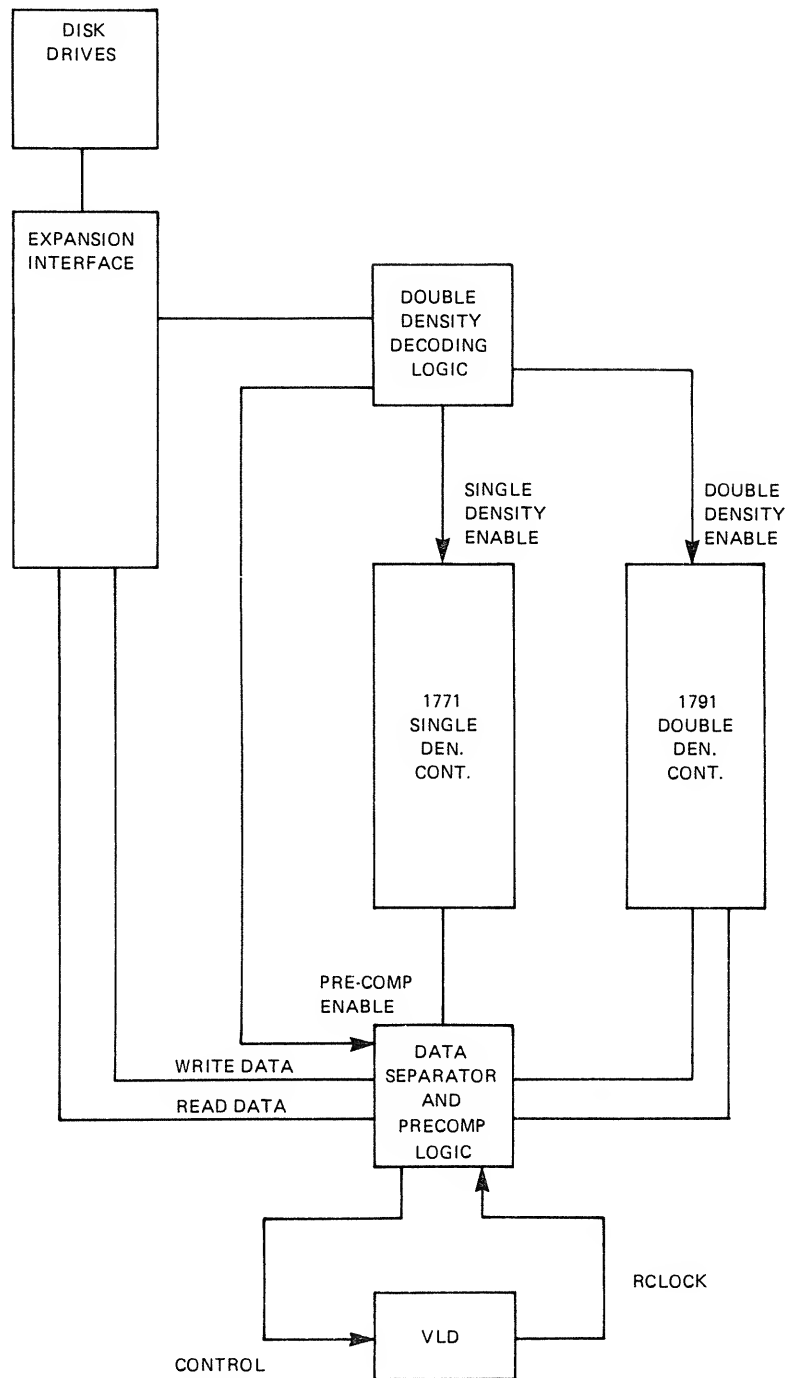 DISK
DRIVES
EXPANSION
INTERFACE
DOUBLE
DENSITY
DECODING
LOGIC
SINGLE
DENSITY
ENABLE
DOUBLE
DENSITY
ENABLE
1771
SINGLE
DEN.
CONT.
1791
DOUBLE
DEN.
CONT.
PRE-COMP
ENABLE
WRITE DATA
READ DATA
DATA
SEPARATOR
AND
PRECOMP
LOGIC
RCLOCK
VLD
CONTROL